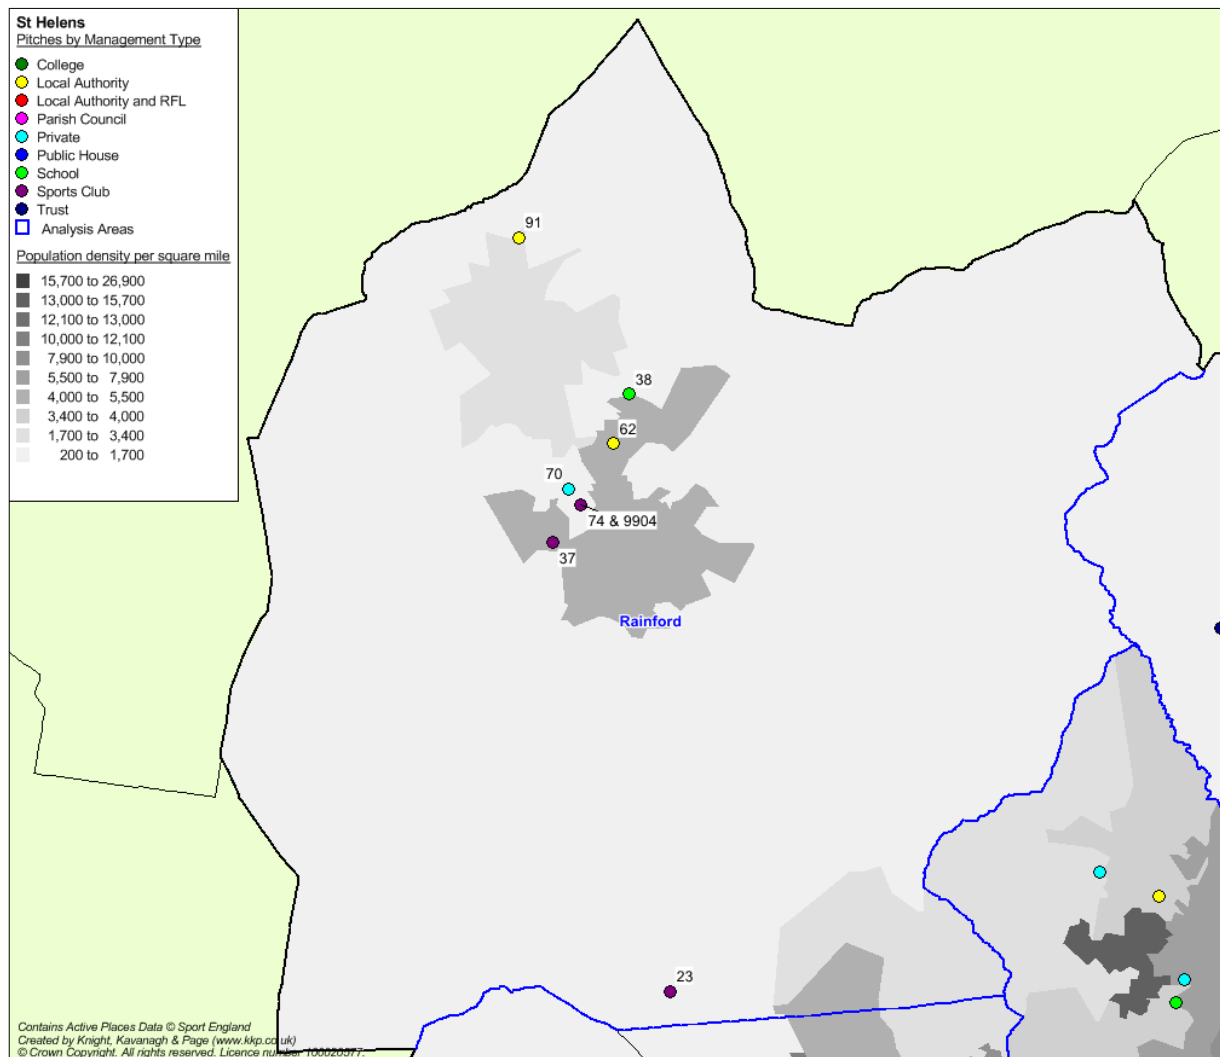 St Helens
Pitches by Management Type
College
Local Authority
Local Authority and RFL
Parish Council
Private
Public House
School
Sports Club
Trust
Analysis Areas
Population density per square mile
15,700 to 26,900
13,000 to 15,700
12,100 to 13,000
10,000 to 12,100
7,900 to 10,000
5,500 to 7,900
4,000 to 5,500
3,400 to 4,000
1,700 to 3,400
200 to 1,700
91
38
62
70
74 & 9904
37
Rainford
23
Contains Active Places Data © Sport England
Created by Knight, Kavanagh & Page (www.kkp.co.uk)
© Crown Copyright. All rights reserved. Licence number 100020577.